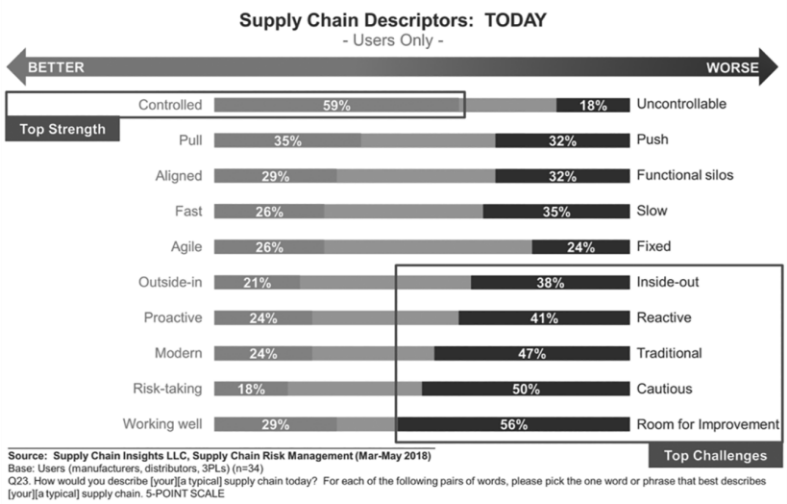 Supply Chain Descriptors: TODAY
- Users Only -
BETTER WORSE
Controlled 59% 18% Uncontrollable
Top Strength
Pull 35% 32% Push
Aligned 29% 32% Functional silos
Fast 26% 35% Slow
Agile 26% 24% Fixed
Outside-in 21% 38% Inside-out
Proactive 24% 41% Reactive
Modern 24% 47% Traditional
Risk-taking 18% 50% Cautious
Working well 29% 56% Room for Improvement
Top Challenges
Source: Supply Chain Insights LLC, Supply Chain Risk Management (Mar-May 2018)
Base: Users (manufacturers, distributors, 3PLs) (n=34)
Q23. How would you describe [your][a typical] supply chain today? For each of the following pairs of words, please pick the one word or phrase that best describes
[your][a typical] supply chain. 5-POINT SCALE